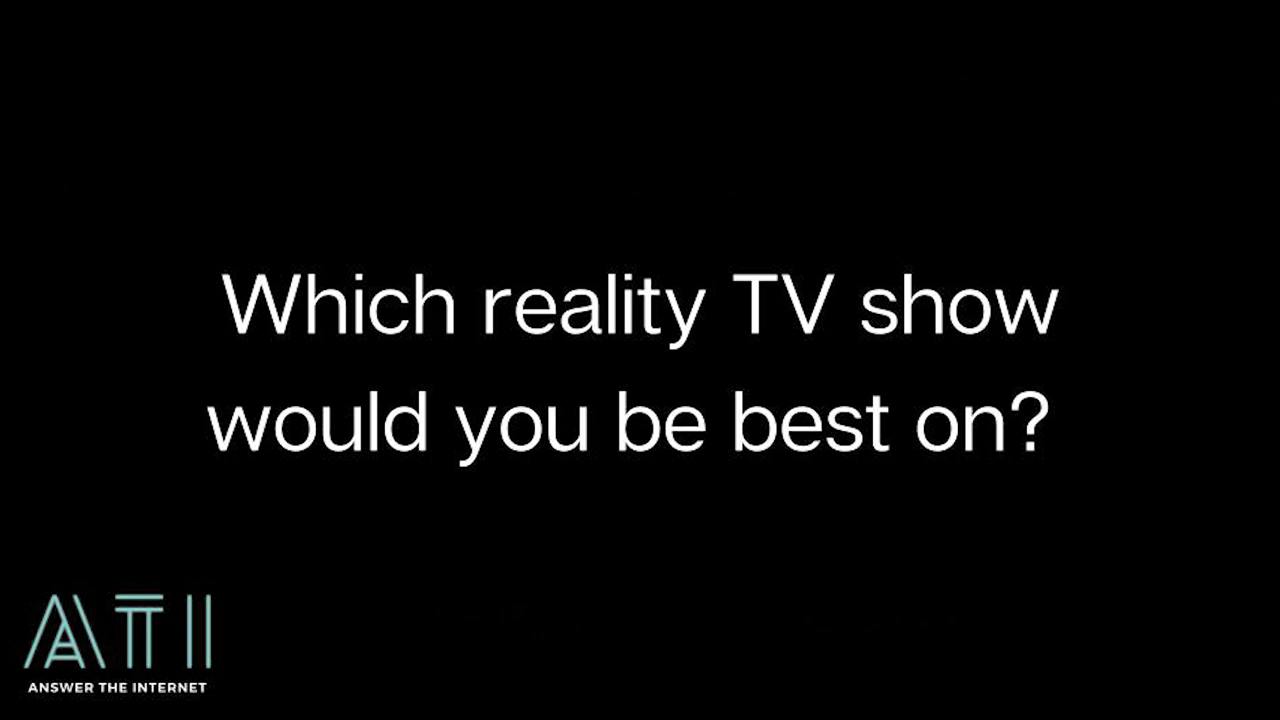 Which reality TV show
would you be best on?
ATI
ANSWER THE INTERNET